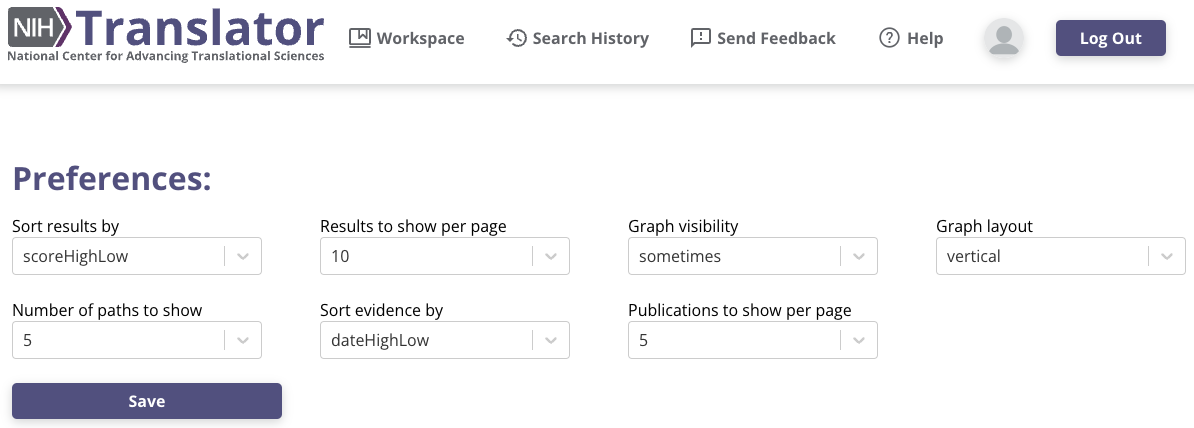 NIH Translator
National Center for Advancing Translational Sciences
Workspace
Search History
Send Feedback
Help
Log Out
Preferences:
Sort results by
Results to show per page
Graph visibility
Graph layout
scoreHighLow
10
sometimes
vertical
Number of paths to show
Sort evidence by
Publications to show per page
5
dateHighLow
5
Save